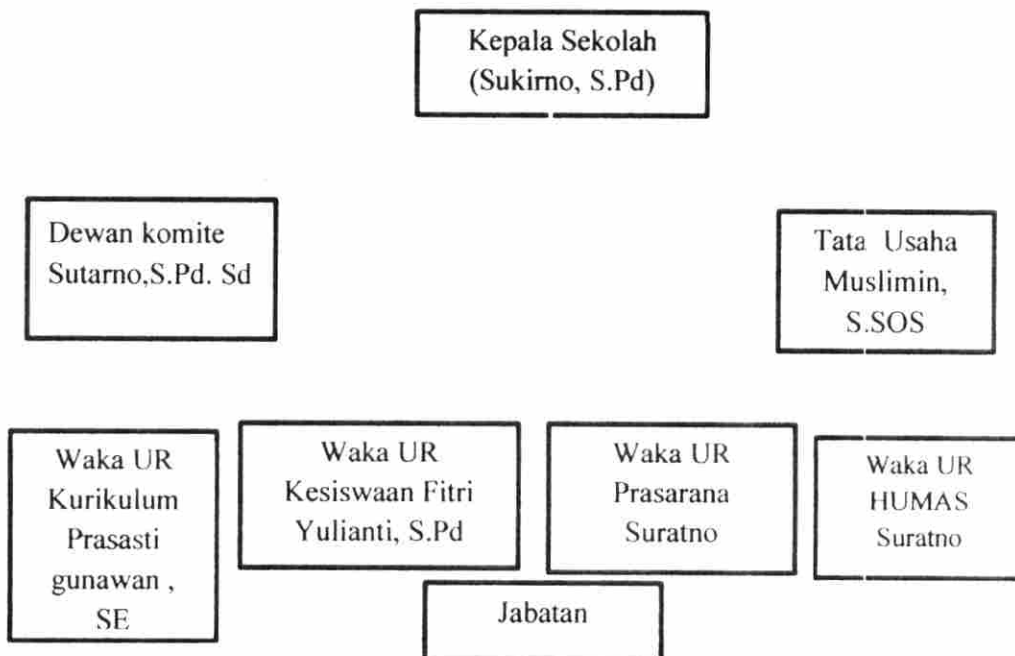 Kepala Sekolah
(Sukirno, S.Pd)
Dewan komite
Sutarno,S.Pd. Sd
Tata Usaha
Muslimin,
S.SOS
Waka UR
Kurikulum
Prasasti
gunawan ,
SE
Waka UR
Kesiswaan Fitri
Yulianti, S.Pd
Waka UR
Prasarana
Suratno
Waka UR
HUMAS
Suratno
Jabatan